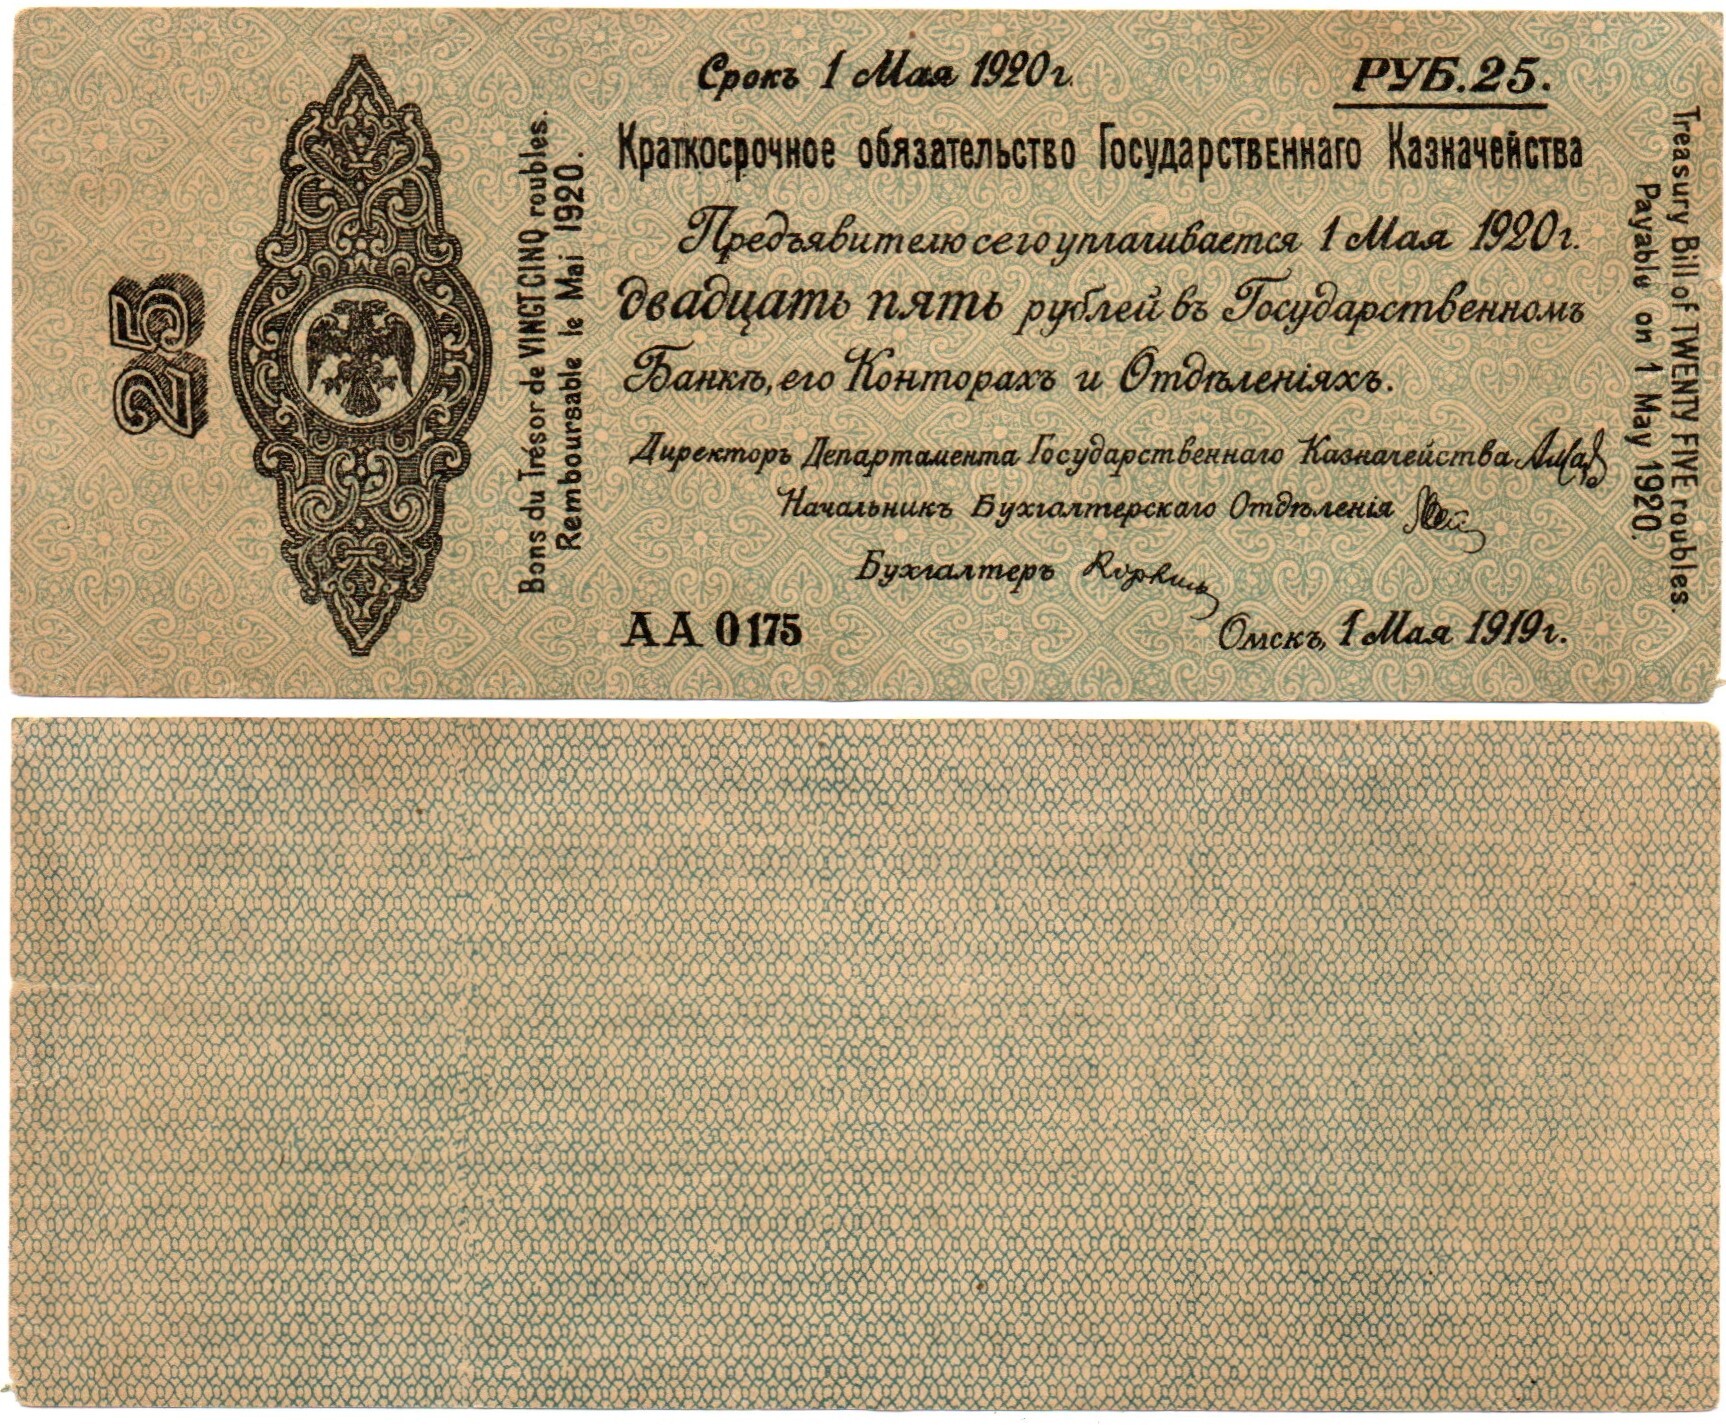 25
Bons du Trésor de VINGT CINQ roubles.
Remboursable le Mai 1920.
Срокъ 1 Мая 1920 г.
РУБ.25.
Краткосрочное обязательство Государственнаго Казначейства
Предъявителю сего уплачивается 1 Мая 1920 г.
двадцать пять рублей въ Государственномъ
Банкѣ, его Конторахъ и Отдѣленіяхъ.
Директоръ Департамента Государственнаго Казначейства
Начальникъ Бухгалтерскаго Отдѣленія
Бухгалтеръ
АА 0175
Омскъ, 1 Мая 1919 г.
Treasury Bill of TWENTY FIVE roubles.
Payable on 1 May 1920.